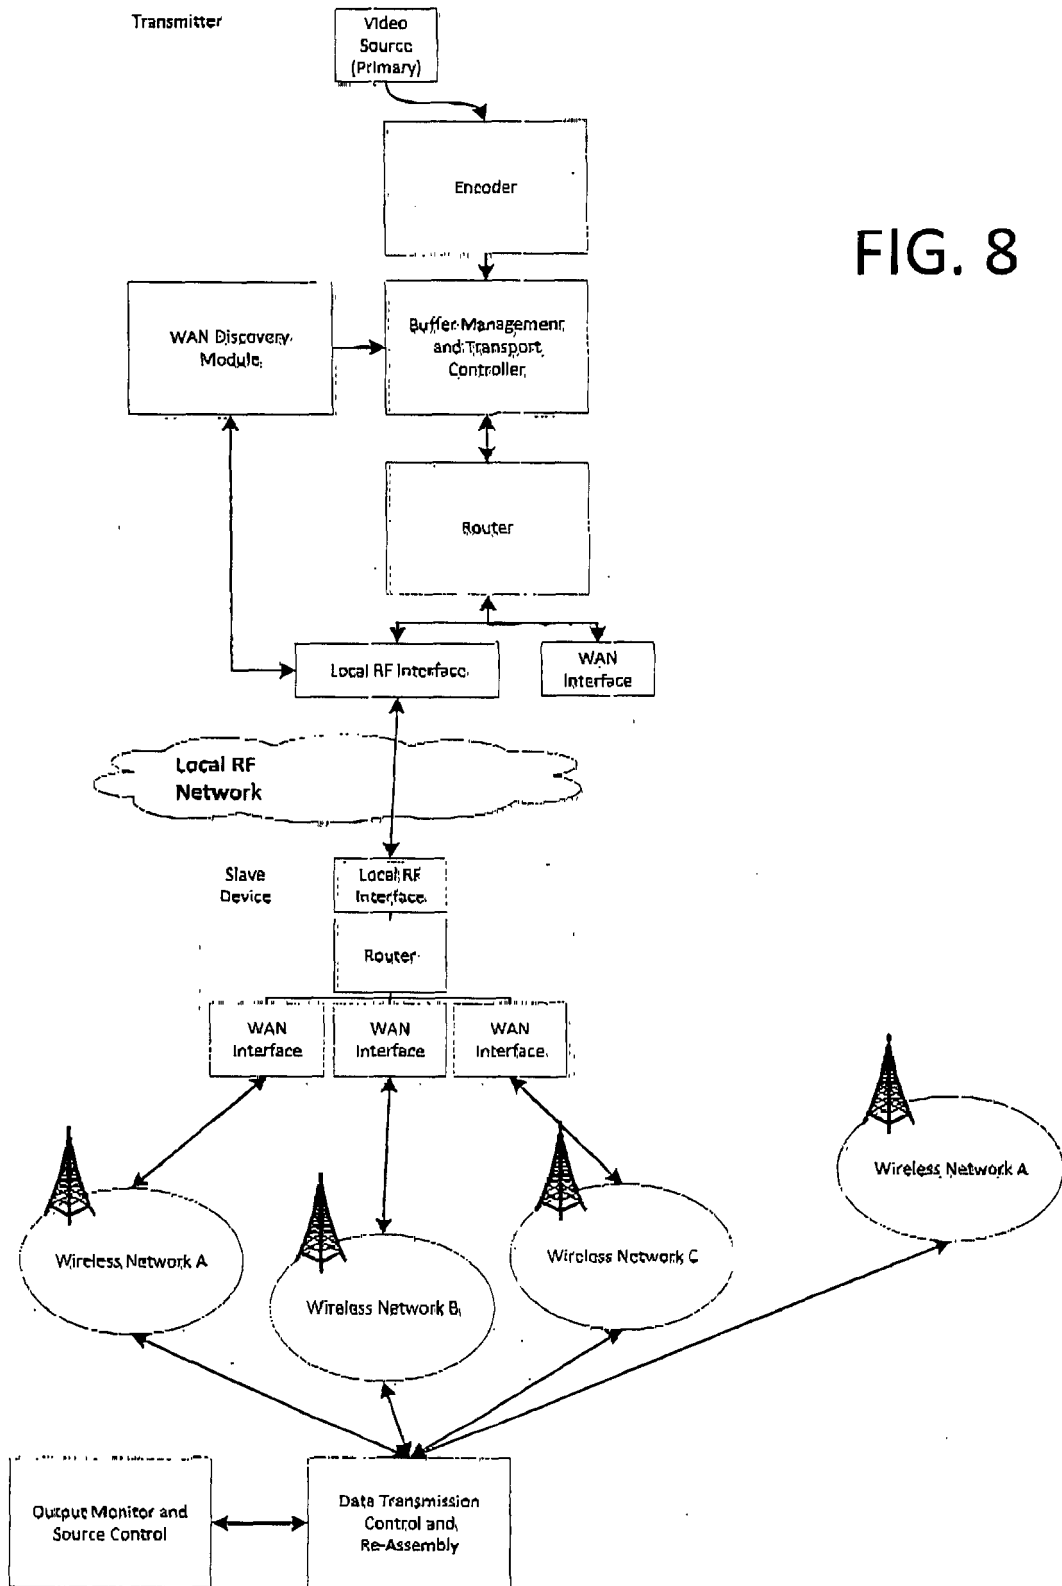 Transmitter
Video
Source
(Primary)
Encoder
FIG. 8
WAN Discovery
Module
Buffer Management
and Transport
Controller
Router
Local RF Interface
WAN
Interface
Local RF
Network
Slave
Device
Local RF
Interface
Router
WAN
Interface
WAN
Interface
WAN
Interface
Wireless Network A
Wireless Network B
Wireless Network C
Wireless Network A
Output Monitor and
Source Control
Data Transmission
Control and
Re-Assembly